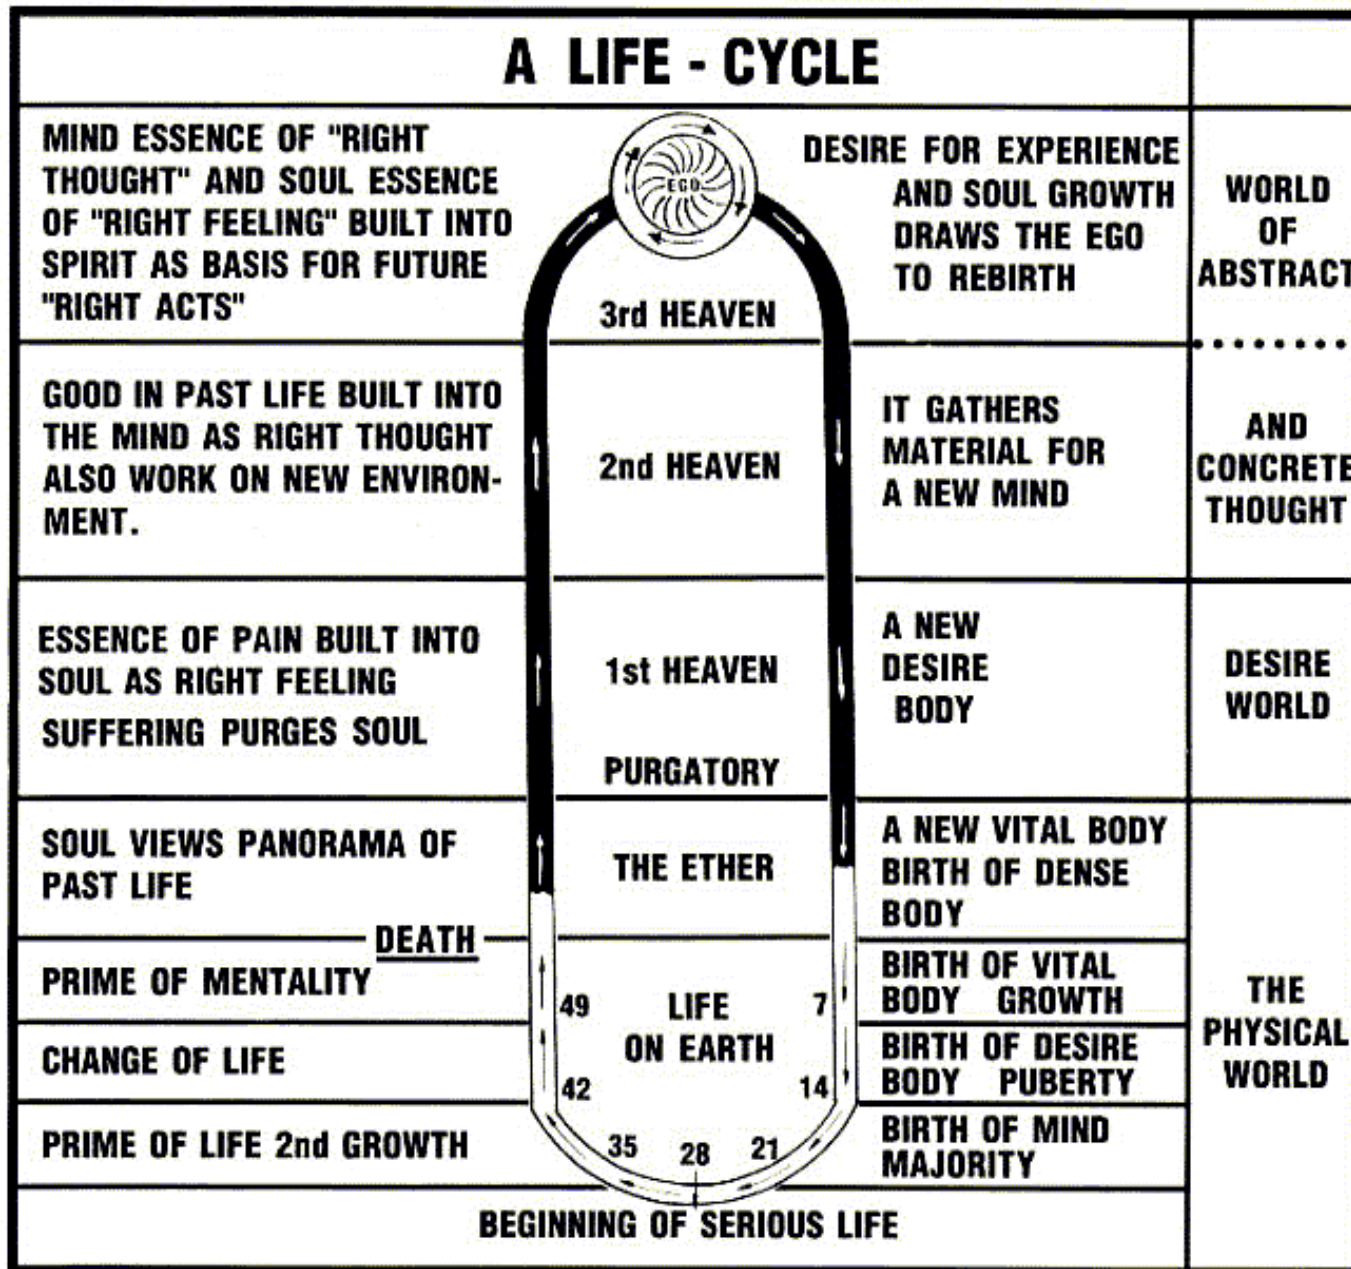 A LIFE - CYCLE
MIND ESSENCE OF "RIGHT
THOUGHT" AND SOUL ESSENCE
OF "RIGHT FEELING" BUILT INTO
SPIRIT AS BASIS FOR FUTURE
"RIGHT ACTS"
EGO
3rd HEAVEN
DESIRE FOR EXPERIENCE
AND SOUL GROWTH
DRAWS THE EGO
TO REBIRTH
WORLD
OF
ABSTRACT
GOOD IN PAST LIFE BUILT INTO
THE MIND AS RIGHT THOUGHT
ALSO WORK ON NEW ENVIRON-
MENT.
2nd HEAVEN
IT GATHERS
MATERIAL FOR
A NEW MIND
AND
CONCRETE
THOUGHT
ESSENCE OF PAIN BUILT INTO
SOUL AS RIGHT FEELING
SUFFERING PURGES SOUL
1st HEAVEN
PURGATORY
A NEW
DESIRE
BODY
DESIRE
WORLD
SOUL VIEWS PANORAMA OF
PAST LIFE
THE ETHER
A NEW VITAL BODY
BIRTH OF DENSE
BODY
DEATH
PRIME OF MENTALITY
49
LIFE
ON EARTH
7
BIRTH OF VITAL
BODY GROWTH
THE
PHYSICAL
WORLD
CHANGE OF LIFE
42
14
BIRTH OF DESIRE
BODY PUBERTY
PRIME OF LIFE 2nd GROWTH
35
28
21
BIRTH OF MIND
MAJORITY
BEGINNING OF SERIOUS LIFE